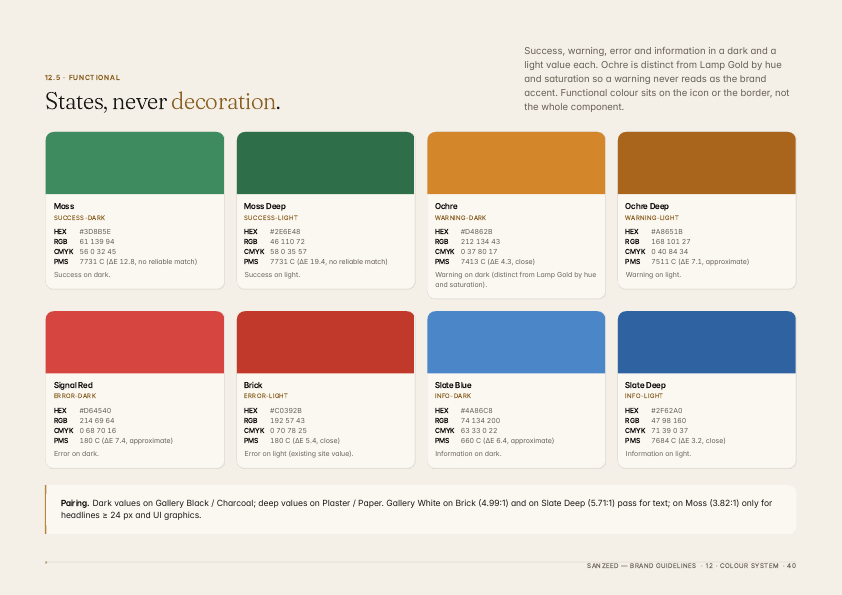 12.5 · FUNCTIONAL
States, never decoration.
Success, warning, error and information in a dark and a
light value each. Ochre is distinct from Lamp Gold by hue
and saturation so a warning never reads as the brand
accent. Functional colour sits on the icon or the border, not
the whole component.
Moss
SUCCESS-DARK
HEX #3D8B5E
RGB 61 139 94
CMYK 56 0 32 45
PMS 7731 C (ΔE 12.8, no reliable match)
Success on dark.
Moss Deep
SUCCESS-LIGHT
HEX #2E6E48
RGB 46 110 72
CMYK 58 0 35 57
PMS 7731 C (ΔE 19.4, no reliable match)
Success on light.
Ochre
WARNING-DARK
HEX #D4862B
RGB 212 134 43
CMYK 0 37 80 17
PMS 7413 C (ΔE 4.3, close)
Warning on dark (distinct from Lamp Gold by hue
and saturation).
Ochre Deep
WARNING-LIGHT
HEX #A8651B
RGB 168 101 27
CMYK 0 40 84 34
PMS 7511 C (ΔE 7.1, approximate)
Warning on light.
Signal Red
ERROR-DARK
HEX #D64540
RGB 214 69 64
CMYK 0 68 70 16
PMS 180 C (ΔE 7.4, approximate)
Error on dark.
Brick
ERROR-LIGHT
HEX #C0392B
RGB 192 57 43
CMYK 0 70 78 25
PMS 180 C (ΔE 5.4, close)
Error on light (existing site value).
Slate Blue
INFO-DARK
HEX #4A86C8
RGB 74 134 200
CMYK 63 33 0 22
PMS 660 C (ΔE 6.4, approximate)
Information on dark.
Slate Deep
INFO-LIGHT
HEX #2F62A0
RGB 47 98 160
CMYK 71 39 0 37
PMS 7684 C (ΔE 3.2, close)
Information on light.
Pairing. Dark values on Gallery Black / Charcoal; deep values on Plaster / Paper. Gallery White on Brick (4.99:1) and on Slate Deep (5.71:1) pass for text; on Moss (3.82:1) only for
headlines ≥ 24 px and UI graphics.
SANZEED — BRAND GUIDELINES · 12 · COLOUR SYSTEM · 40